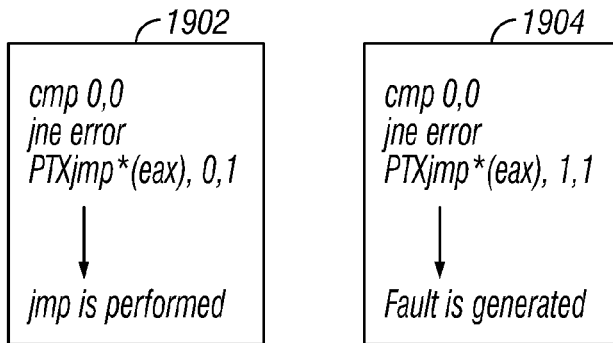 1902
cmp 0,0
jne error
PTXjmp*(eax), 0,1
jmp is performed
1904
cmp 0,0
jne error
PTXjmp*(eax), 1,1
Fault is generated